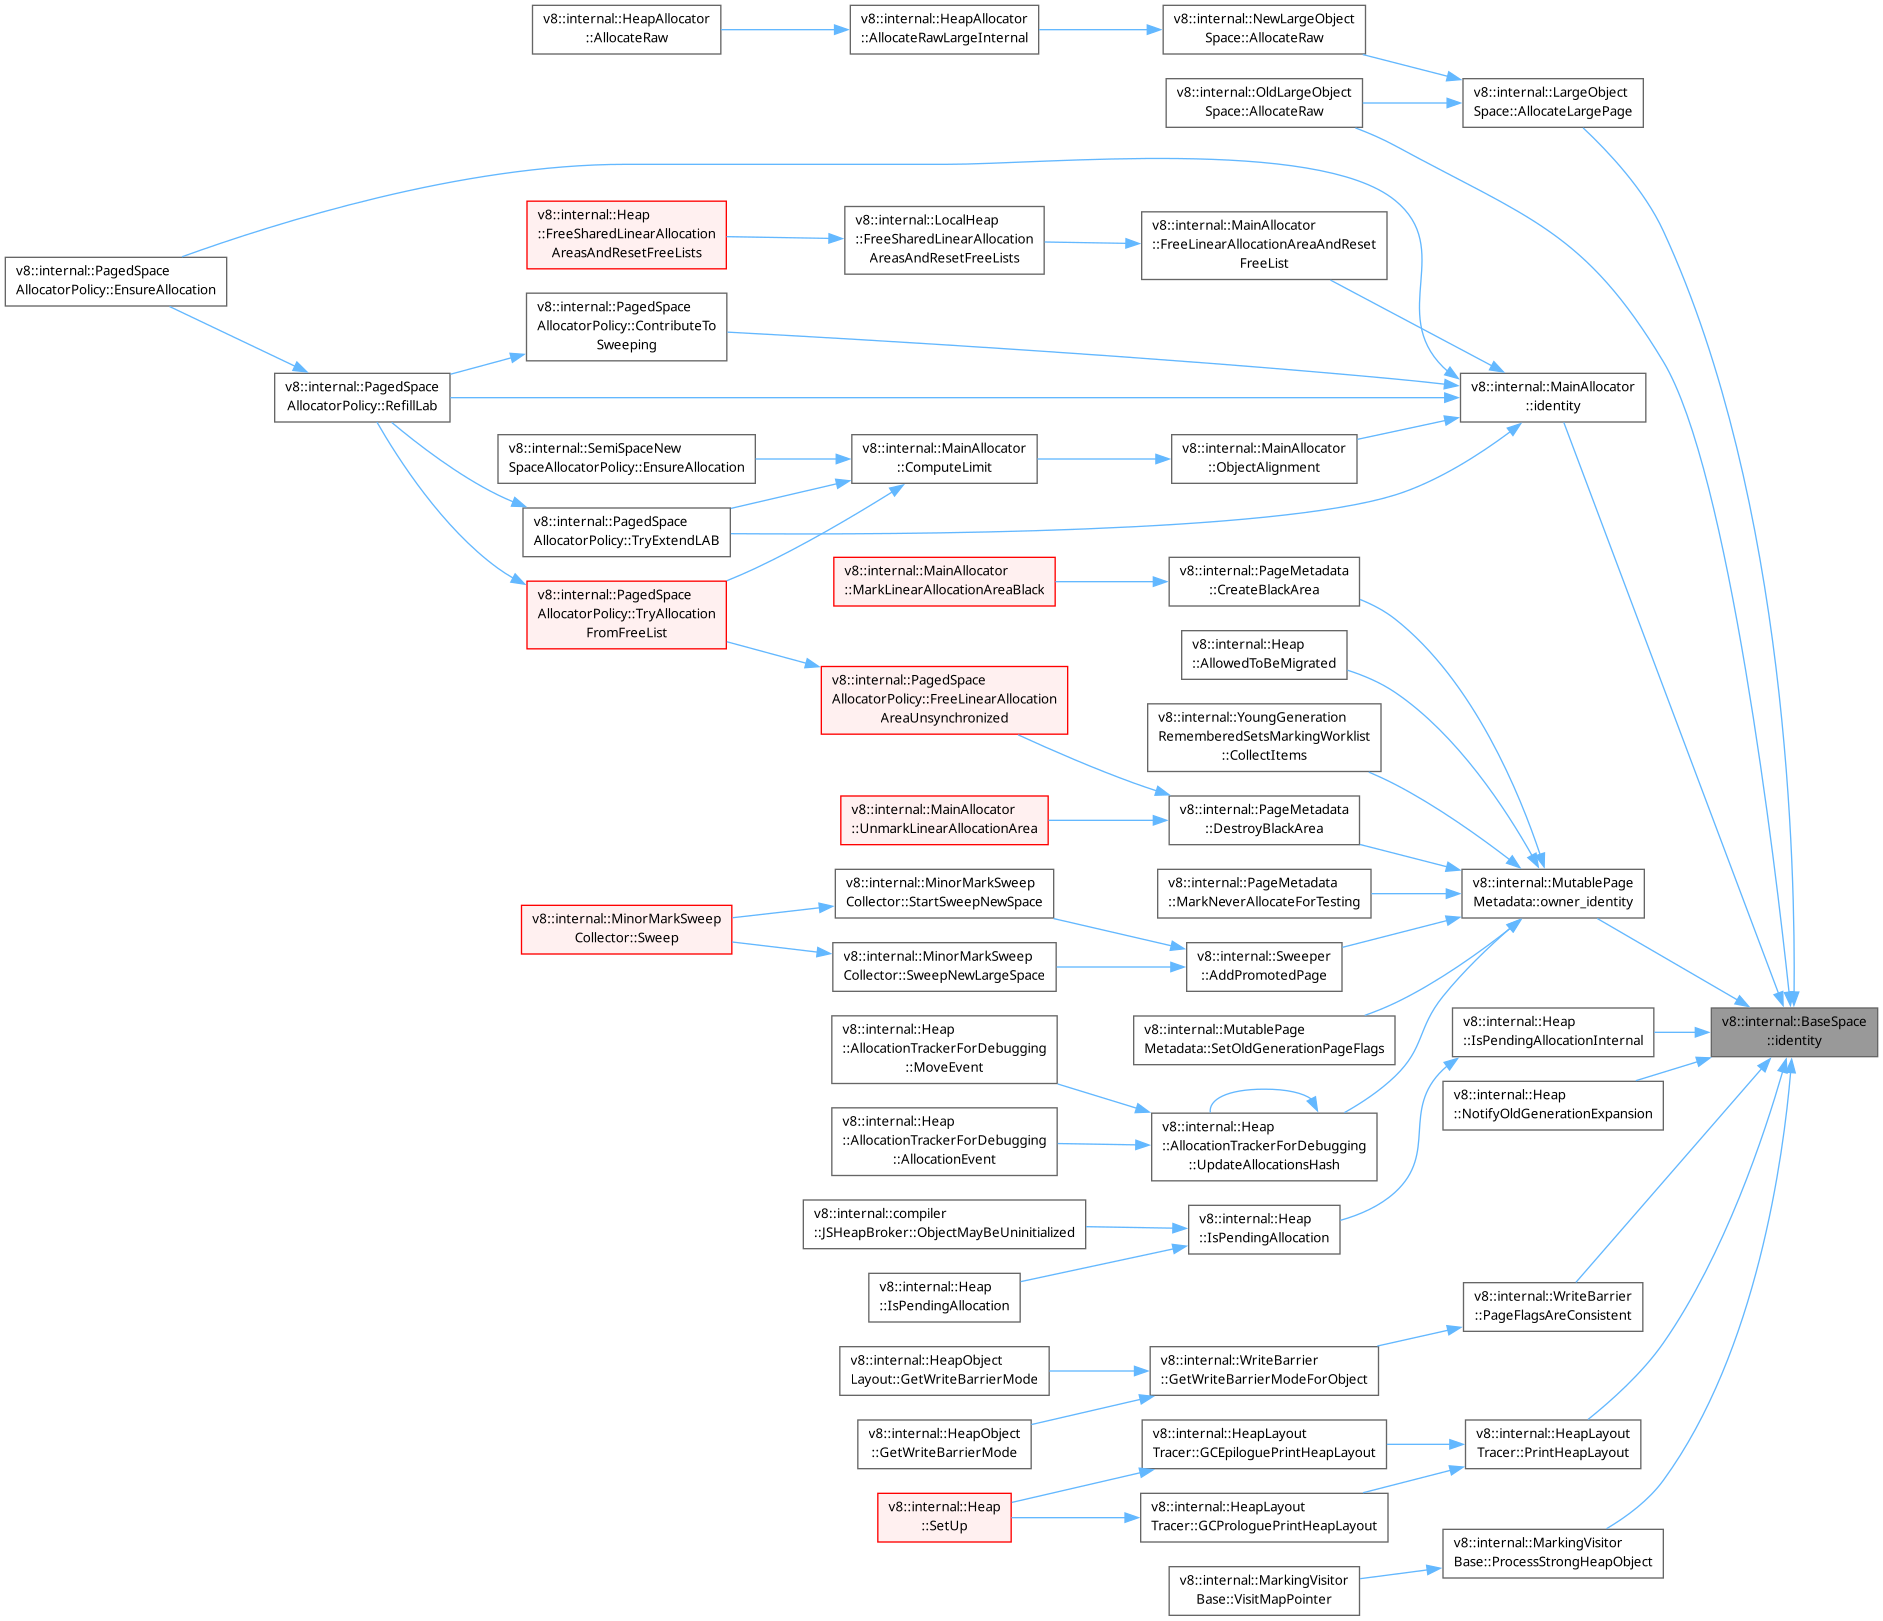 v8::internal::HeapAllocator
::AllocateRaw
v8::internal::HeapAllocator
::AllocateRawLargeInternal
v8::internal::NewLargeObject
Space::AllocateRaw
v8::internal::OldLargeObject
Space::AllocateRaw
v8::internal::LargeObject
Space::AllocateLargePage
v8::internal::Heap
::FreeSharedLinearAllocation
AreasAndResetFreeLists
v8::internal::LocalHeap
::FreeSharedLinearAllocation
AreasAndResetFreeLists
v8::internal::MainAllocator
::FreeLinearAllocationAreaAndReset
FreeList
v8::internal::PagedSpace
AllocatorPolicy::EnsureAllocation
v8::internal::PagedSpace
AllocatorPolicy::ContributeTo
Sweeping
v8::internal::PagedSpace
AllocatorPolicy::RefillLab
v8::internal::MainAllocator
::identity
v8::internal::SemiSpaceNew
SpaceAllocatorPolicy::EnsureAllocation
v8::internal::MainAllocator
::ComputeLimit
v8::internal::MainAllocator
::ObjectAlignment
v8::internal::PagedSpace
AllocatorPolicy::TryExtendLAB
v8::internal::PagedSpace
AllocatorPolicy::TryAllocation
FromFreeList
v8::internal::MainAllocator
::MarkLinearAllocationAreaBlack
v8::internal::PageMetadata
::CreateBlackArea
v8::internal::Heap
::AllowedToBeMigrated
v8::internal::PagedSpace
AllocatorPolicy::FreeLinearAllocation
AreaUnsynchronized
v8::internal::YoungGeneration
RememberedSetsMarkingWorklist
::CollectItems
v8::internal::MainAllocator
::UnmarkLinearAllocationArea
v8::internal::PageMetadata
::DestroyBlackArea
v8::internal::MinorMarkSweep
Collector::StartSweepNewSpace
v8::internal::PageMetadata
::MarkNeverAllocateForTesting
v8::internal::MutablePage
Metadata::owner_identity
v8::internal::MinorMarkSweep
Collector::Sweep
v8::internal::MinorMarkSweep
Collector::SweepNewLargeSpace
v8::internal::Sweeper
::AddPromotedPage
v8::internal::Heap
::AllocationTrackerForDebugging
::MoveEvent
v8::internal::MutablePage
Metadata::SetOldGenerationPageFlags
v8::internal::Heap
::IsPendingAllocationInternal
v8::internal::BaseSpace
::identity
v8::internal::Heap
::NotifyOldGenerationExpansion
v8::internal::Heap
::AllocationTrackerForDebugging
::AllocationEvent
v8::internal::Heap
::AllocationTrackerForDebugging
::UpdateAllocationsHash
v8::internal::compiler
::JSHeapBroker::ObjectMayBeUninitialized
v8::internal::Heap
::IsPendingAllocation
v8::internal::Heap
::IsPendingAllocation
v8::internal::WriteBarrier
::PageFlagsAreConsistent
v8::internal::HeapObject
Layout::GetWriteBarrierMode
v8::internal::WriteBarrier
::GetWriteBarrierModeForObject
v8::internal::HeapObject
::GetWriteBarrierMode
v8::internal::HeapLayout
Tracer::GCEpiloguePrintHeapLayout
v8::internal::HeapLayout
Tracer::PrintHeapLayout
v8::internal::Heap
::SetUp
v8::internal::HeapLayout
Tracer::GCProloguePrintHeapLayout
v8::internal::MarkingVisitor
Base::ProcessStrongHeapObject
v8::internal::MarkingVisitor
Base::VisitMapPointer